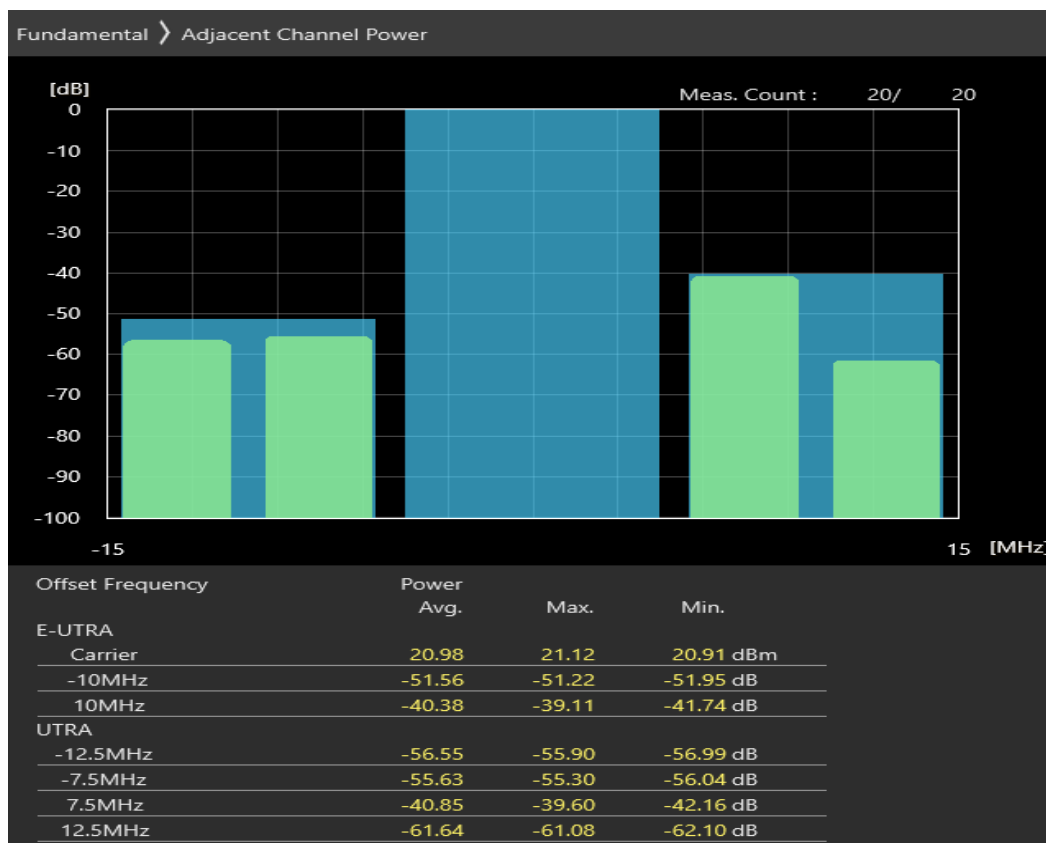 Fundamental ❯ Adjacent Channel Power
[dB]
Meas. Count : 20/ 20
0
-10
-20
-30
-40
-50
-60
-70
-80
-90
-100
-15 15 [MHz]
Offset Frequency Power
Avg. Max. Min.
E-UTRA
Carrier 20.98 21.12 20.91 dBm
-10MHz -51.56 -51.22 -51.95 dB
10MHz -40.38 -39.11 -41.74 dB
UTRA
-12.5MHz -56.55 -55.90 -56.99 dB
-7.5MHz -55.63 -55.30 -56.04 dB
7.5MHz -40.85 -39.60 -42.16 dB
12.5MHz -61.64 -61.08 -62.10 dB